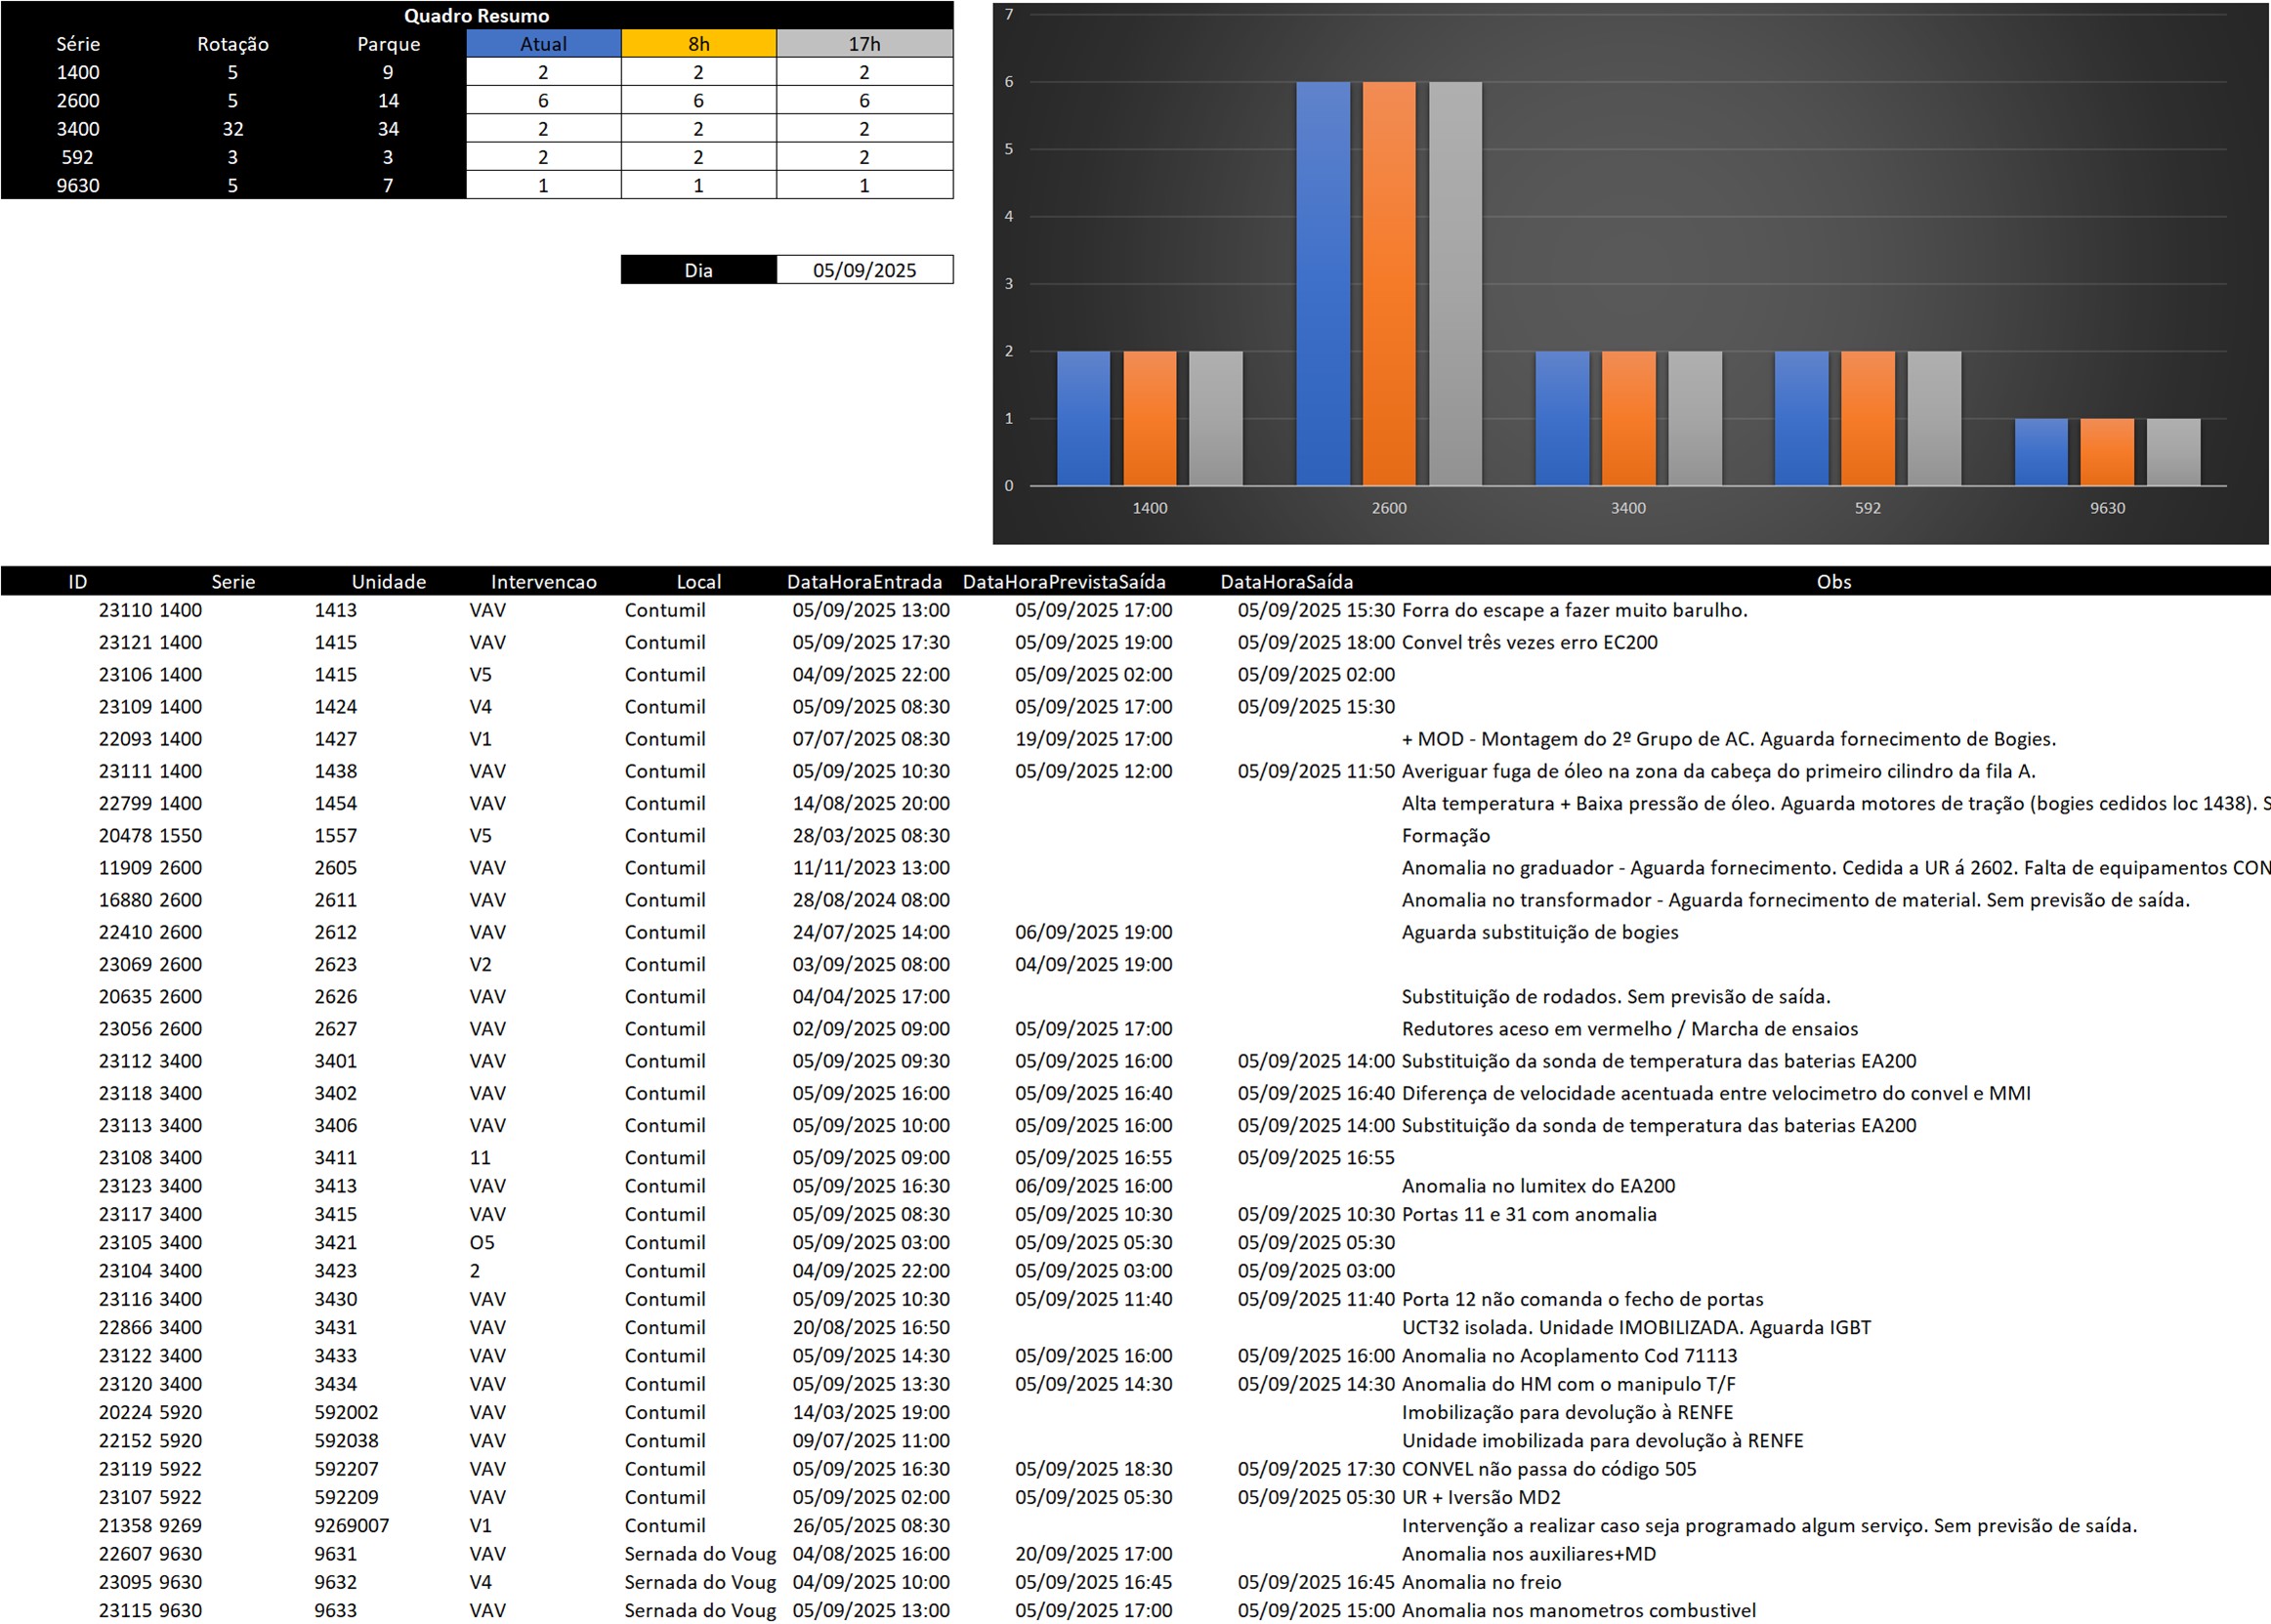 Quadro Resumo
Série Rotação Parque Atual 8h 17h
1400 5 9 2 2 2
2600 5 14 6 6 6
3400 32 34 2 2 2
592 3 3 2 2 2
9630 5 7 1 1 1
Dia 05/09/2025
7
6
5
4
3
2
1
0
1400 2600 3400 592 9630
ID Serie Unidade Intervencao Local DataHoraEntrada DataHoraPrevistaSaída DataHoraSaída Obs
23110 1400 1413 VAV Contumil 05/09/2025 13:00 05/09/2025 17:00 05/09/2025 15:30 Forra do escape a fazer muito barulho.
23121 1400 1415 VAV Contumil 05/09/2025 17:30 05/09/2025 19:00 05/09/2025 18:00 Convel três vezes erro EC200
23106 1400 1415 V5 Contumil 04/09/2025 22:00 05/09/2025 02:00 05/09/2025 02:00
23109 1400 1424 V4 Contumil 05/09/2025 08:30 05/09/2025 17:00 05/09/2025 15:30
22093 1400 1427 V1 Contumil 07/07/2025 08:30 19/09/2025 17:00 + MOD - Montagem do 2º Grupo de AC. Aguarda fornecimento de Bogies.
23111 1400 1438 VAV Contumil 05/09/2025 10:30 05/09/2025 12:00 05/09/2025 11:50 Averiguar fuga de óleo na zona da cabeça do primeiro cilindro da fila A.
22799 1400 1454 VAV Contumil 14/08/2025 20:00 Alta temperatura + Baixa pressão de óleo. Aguarda motores de tração (bogies cedidos loc 1438). S
20478 1550 1557 V5 Contumil 28/03/2025 08:30 Formação
11909 2600 2605 VAV Contumil 11/11/2023 13:00 Anomalia no graduador - Aguarda fornecimento. Cedida a UR á 2602. Falta de equipamentos CON
16880 2600 2611 VAV Contumil 28/08/2024 08:00 Anomalia no transformador - Aguarda fornecimento de material. Sem previsão de saída.
22410 2600 2612 VAV Contumil 24/07/2025 14:00 06/09/2025 19:00 Aguarda substituição de bogies
23069 2600 2623 V2 Contumil 03/09/2025 08:00 04/09/2025 19:00
20635 2600 2626 VAV Contumil 04/04/2025 17:00 Substituição de rodados. Sem previsão de saída.
23056 2600 2627 VAV Contumil 02/09/2025 09:00 05/09/2025 17:00 Redutores aceso em vermelho / Marcha de ensaios
23112 3400 3401 VAV Contumil 05/09/2025 09:30 05/09/2025 16:00 05/09/2025 14:00 Substituição da sonda de temperatura das baterias EA200
23118 3400 3402 VAV Contumil 05/09/2025 16:00 05/09/2025 16:40 05/09/2025 16:40 Diferença de velocidade acentuada entre velocimetro do convel e MMI
23113 3400 3406 VAV Contumil 05/09/2025 10:00 05/09/2025 16:00 05/09/2025 14:00 Substituição da sonda de temperatura das baterias EA200
23108 3400 3411 11 Contumil 05/09/2025 09:00 05/09/2025 16:55 05/09/2025 16:55
23123 3400 3413 VAV Contumil 05/09/2025 16:30 06/09/2025 16:00 Anomalia no lumitex do EA200
23117 3400 3415 VAV Contumil 05/09/2025 08:30 05/09/2025 10:30 05/09/2025 10:30 Portas 11 e 31 com anomalia
23105 3400 3421 O5 Contumil 05/09/2025 03:00 05/09/2025 05:30 05/09/2025 05:30
23104 3400 3423 2 Contumil 04/09/2025 22:00 05/09/2025 03:00 05/09/2025 03:00
23116 3400 3430 VAV Contumil 05/09/2025 10:30 05/09/2025 11:40 05/09/2025 11:40 Porta 12 não comanda o fecho de portas
22866 3400 3431 VAV Contumil 20/08/2025 16:50 UCT32 isolada. Unidade IMOBILIZADA. Aguarda IGBT
23122 3400 3433 VAV Contumil 05/09/2025 14:30 05/09/2025 16:00 05/09/2025 16:00 Anomalia no Acoplamento Cod 71113
23120 3400 3434 VAV Contumil 05/09/2025 13:30 05/09/2025 14:30 05/09/2025 14:30 Anomalia do HM com o manipulo T/F
20224 5920 592002 VAV Contumil 14/03/2025 19:00 Imobilização para devolução à RENFE
22152 5920 592038 VAV Contumil 09/07/2025 11:00 Unidade imobilizada para devolução à RENFE
23119 5922 592207 VAV Contumil 05/09/2025 16:30 05/09/2025 18:30 05/09/2025 17:30 CONVEL não passa do código 505
23107 5922 592209 VAV Contumil 05/09/2025 02:00 05/09/2025 05:30 05/09/2025 05:30 UR + Iversão MD2
21358 9269 9269007 V1 Contumil 26/05/2025 08:30 Intervenção a realizar caso seja programado algum serviço. Sem previsão de saída.
22607 9630 9631 VAV Sernada do Voug 04/08/2025 16:00 20/09/2025 17:00 Anomalia nos auxiliares+MD
23095 9630 9632 V4 Sernada do Voug 04/09/2025 10:00 05/09/2025 16:45 05/09/2025 16:45 Anomalia no freio
23115 9630 9633 VAV Sernada do Voug 05/09/2025 13:00 05/09/2025 17:00 05/09/2025 15:00 Anomalia nos manometros combustivel